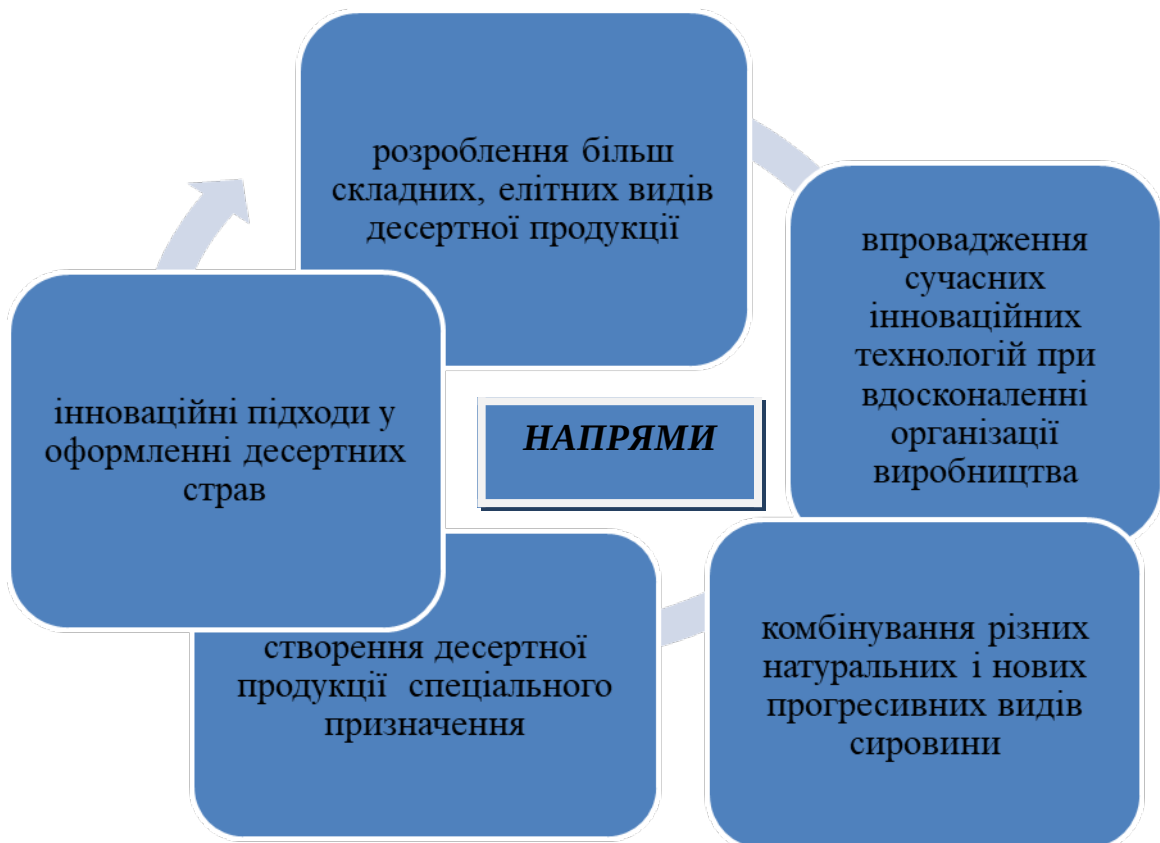 розроблення більш
складних, елітних видів
десертної продукції
впровадження
сучасних
інноваційних
технологій при
вдосконаленні
організації
виробництва
інноваційні підходи у
оформленні десертних
страв
НАПРЯМИ
створення десертної
продукції спеціального
призначення
комбінування різних
натуральних і нових
прогресивних видів
сировини